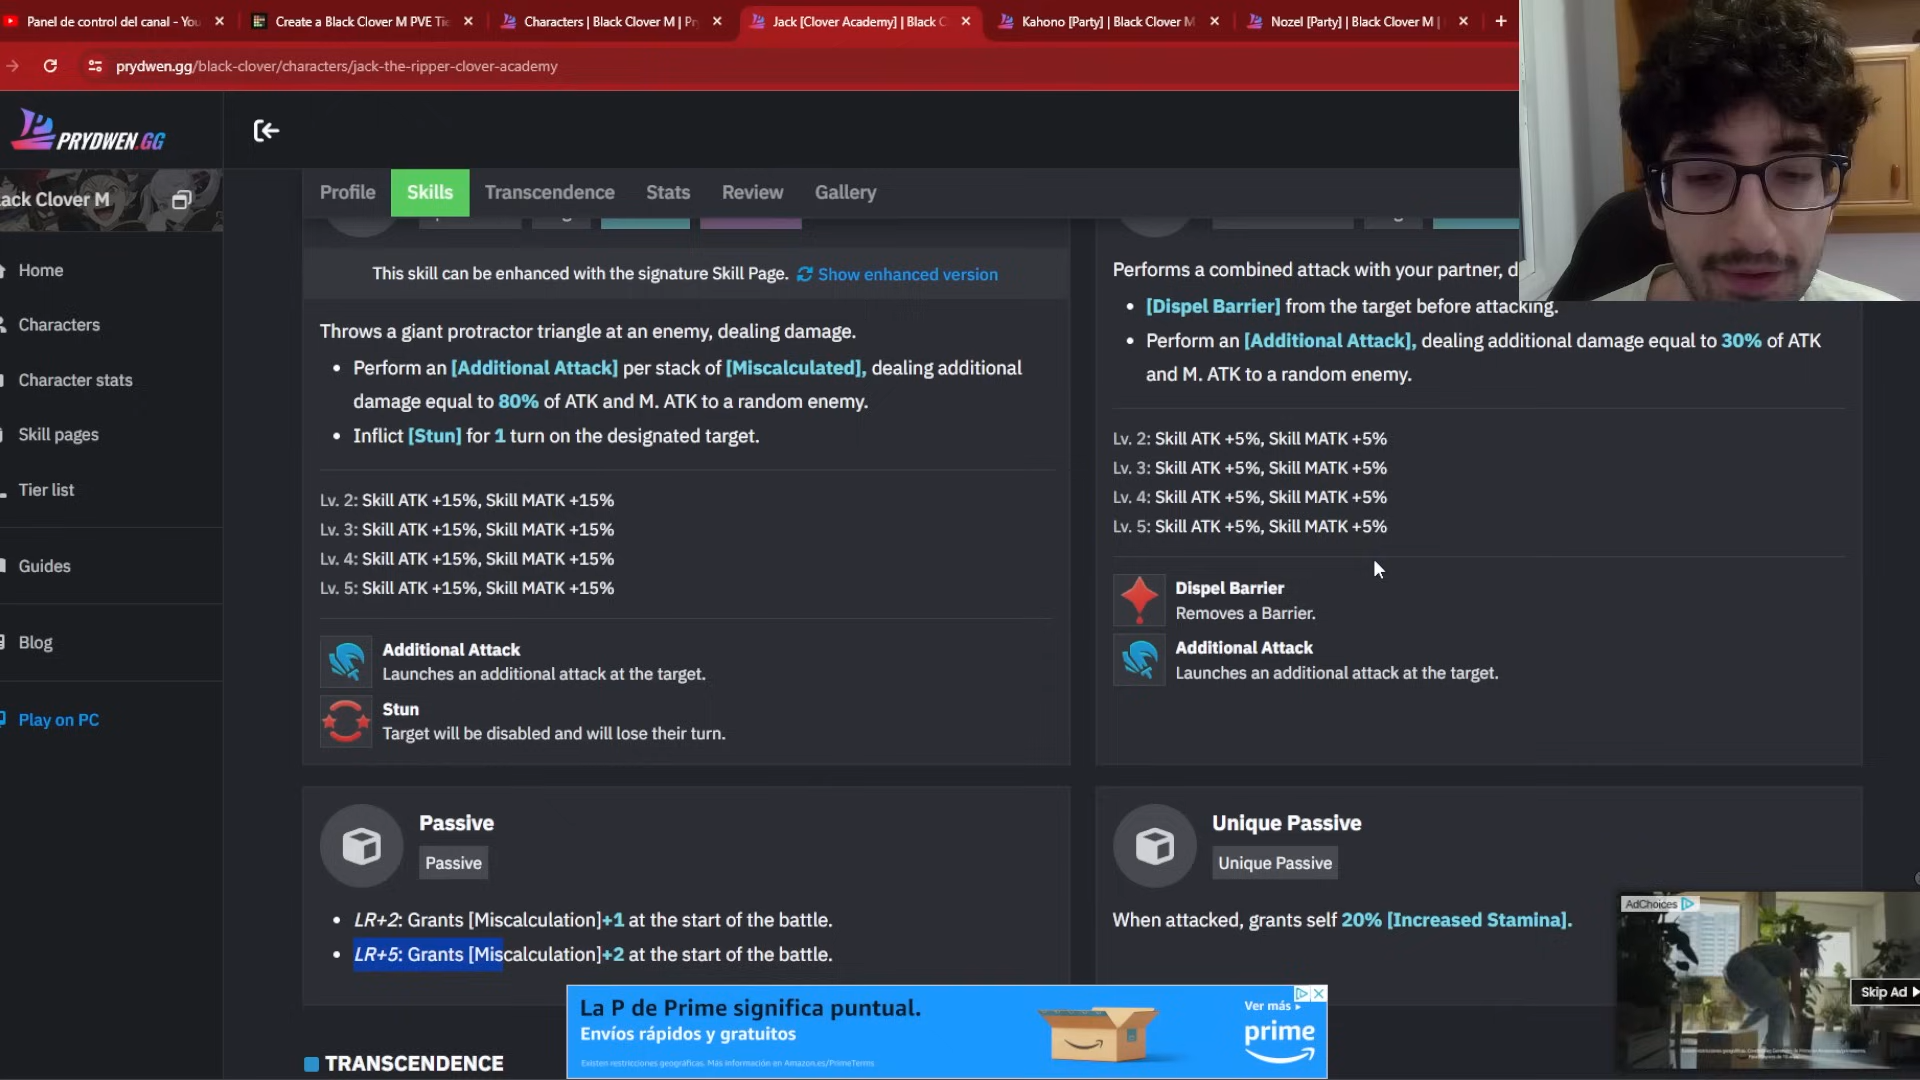 Panel de control del canal - You
Create a Black Clover M PVE Tie
Characters | Black Clover M | Pr
Jack [Clover Academy] | Black C
Kahono [Party] | Black Clover M
Nozel [Party] | Black Clover M |
prydwen.gg/black-clover/characters/jack-the-ripper-clover-academy
PRYDWEN.GG
ack Clover M
Home
Characters
Character stats
Skill pages
Tier list
Guides
Blog
Play on PC
Profile Skills Transcendence Stats Review Gallery
This skill can be enhanced with the signature Skill Page. Show enhanced version
Throws a giant protractor triangle at an enemy, dealing damage.
• Perform an [Additional Attack] per stack of [Miscalculated], dealing additional
damage equal to 80% of ATK and M. ATK to a random enemy.
• Inflict [Stun] for 1 turn on the designated target.
Lv. 2: Skill ATK +15%, Skill MATK +15%
Lv. 3: Skill ATK +15%, Skill MATK +15%
Lv. 4: Skill ATK +15%, Skill MATK +15%
Lv. 5: Skill ATK +15%, Skill MATK +15%
Additional Attack
Launches an additional attack at the target.
Stun
Target will be disabled and will lose their turn.
Performs a combined attack with your partner, d
• [Dispel Barrier] from the target before attacking.
• Perform an [Additional Attack], dealing additional damage equal to 30% of ATK
and M. ATK to a random enemy.
Lv. 2: Skill ATK +5%, Skill MATK +5%
Lv. 3: Skill ATK +5%, Skill MATK +5%
Lv. 4: Skill ATK +5%, Skill MATK +5%
Lv. 5: Skill ATK +5%, Skill MATK +5%
Dispel Barrier
Removes a Barrier.
Additional Attack
Launches an additional attack at the target.
Passive
Passive
• LR+2: Grants [Miscalculation]+1 at the start of the battle.
• LR+5: Grants [Miscalculation]+2 at the start of the battle.
Unique Passive
Unique Passive
When attacked, grants self 20% [Increased Stamina].
AdChoices
Skip Ad
La P de Prime significa puntual.
Envíos rápidos y gratuitos
Existen restricciones geográficas. Más información en Amazon.es/PrimeTerms
Ver más
prime
TRANSCENDENCE